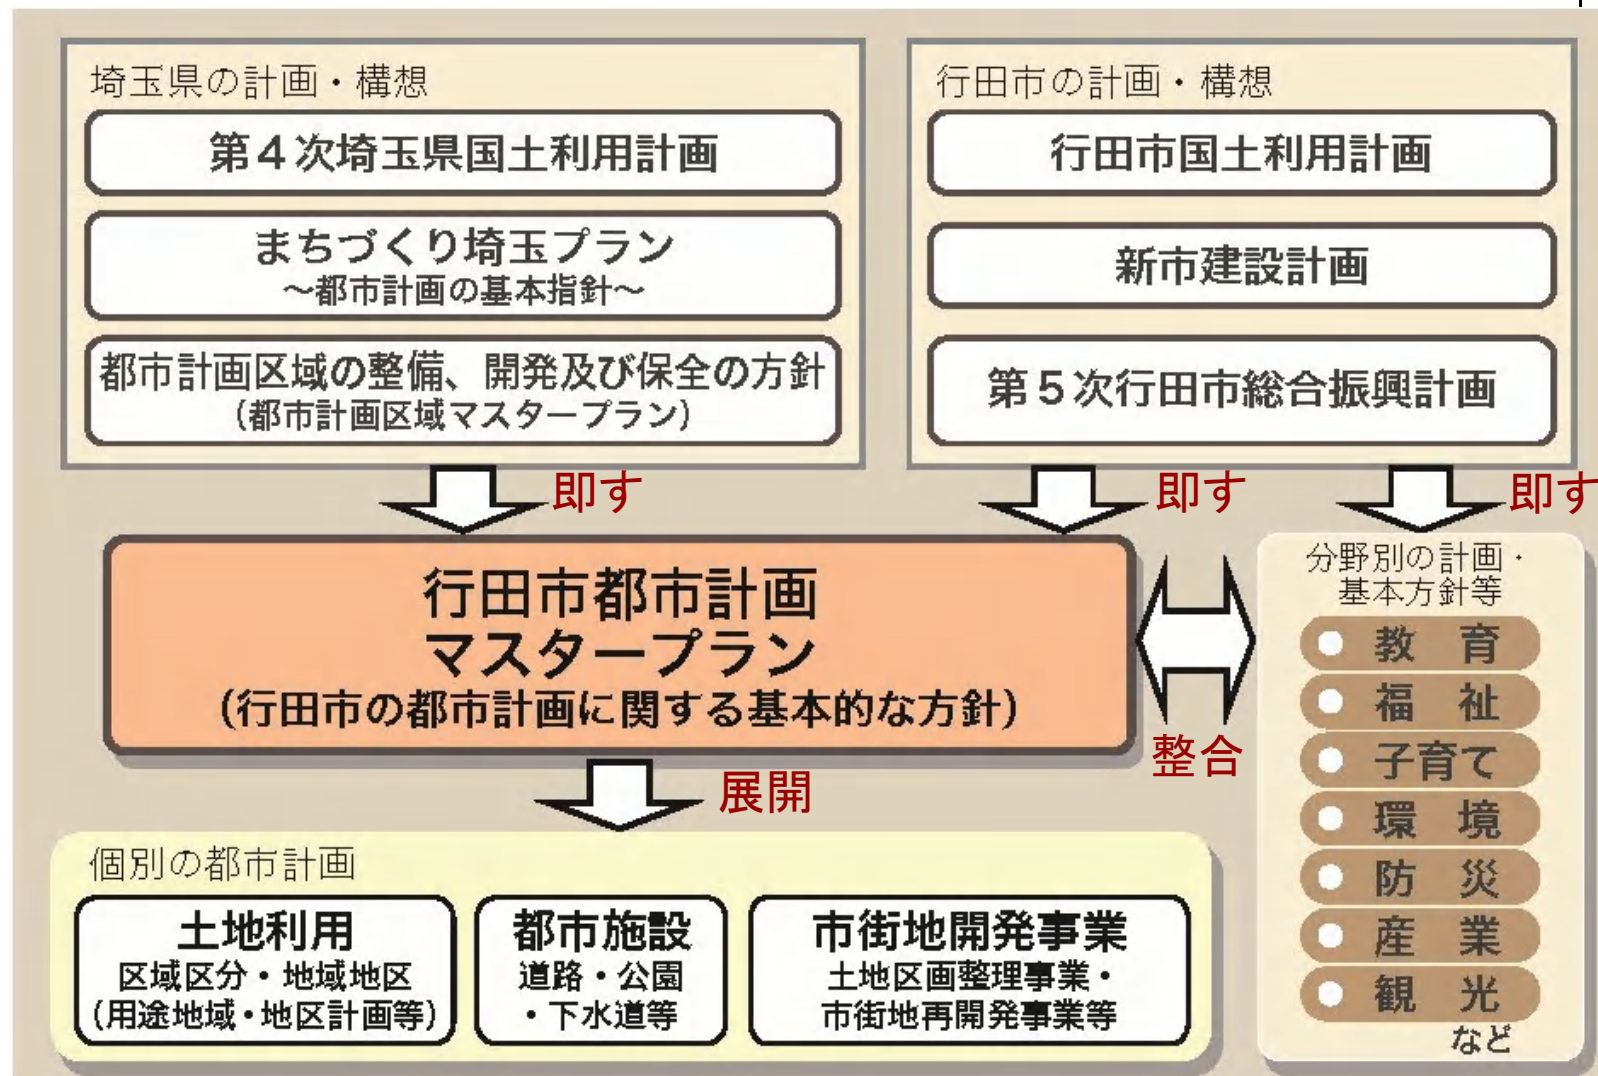 埼玉県の計画・構想
第4次埼玉県国土利用計画
まちづくり埼玉プラン
～都市計画の基本指針～
都市計画区域の整備、開発及び保全の方針
(都市計画区域マスタープラン)
行田市の計画・構想
行田市国土利用計画
新市建設計画
第5次行田市総合振興計画
即す
即す
即す
行田市都市計画
マスタープラン
(行田市の都市計画に関する基本的な方針)
整合
分野別の計画・
基本方針等
教 育
福 祉
子育て
環 境
防 災
産 業
観 光
など
展開
個別の都市計画
土地利用
区域区分・地域地区
(用途地域・地区計画等)
都市施設
道路・公園
・下水道等
市街地開発事業
土地区画整理事業・
市街地再開発事業等